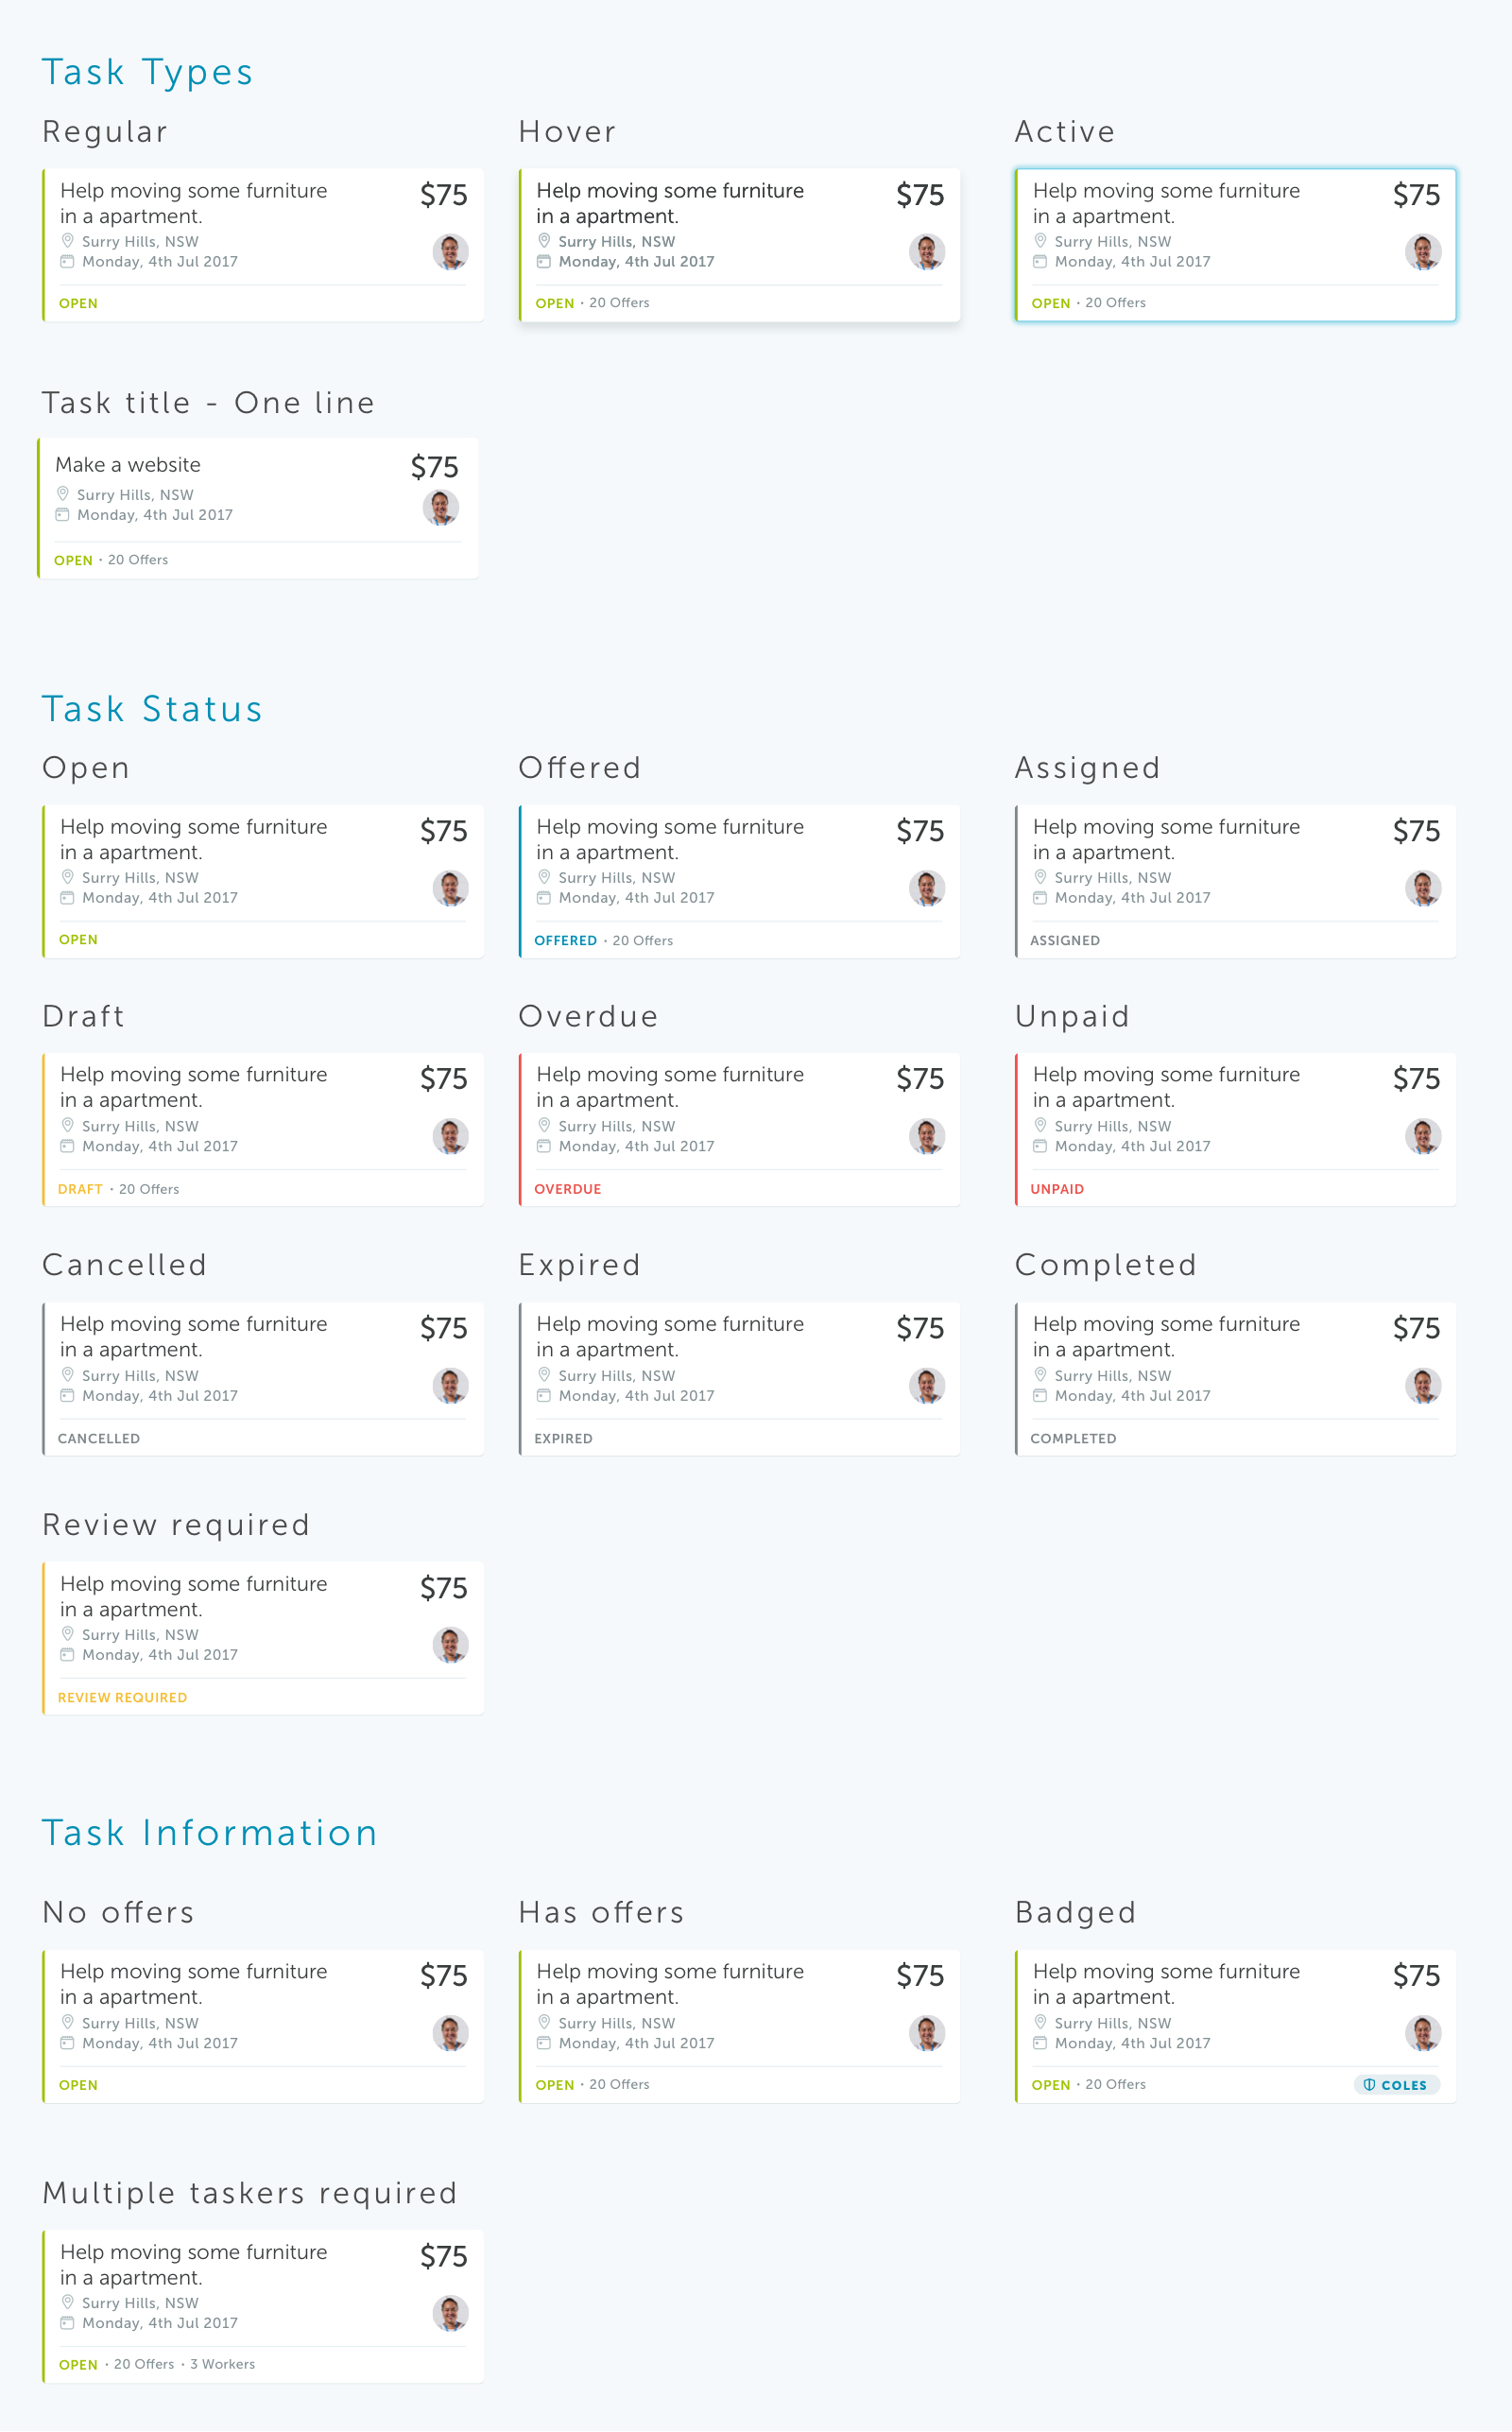 Task Types
Regular
Help moving some furniture
in a apartment.
$75
Surry Hills, NSW
Monday, 4th Jul 2017
OPEN
Hover
Help moving some furniture
in a apartment.
$75
Surry Hills, NSW
Monday, 4th Jul 2017
OPEN · 20 Offers
Active
Help moving some furniture
in a apartment.
$75
Surry Hills, NSW
Monday, 4th Jul 2017
OPEN · 20 Offers
Task title - One line
Make a website
$75
Surry Hills, NSW
Monday, 4th Jul 2017
OPEN · 20 Offers
Task Status
Open
Help moving some furniture
in a apartment.
$75
Surry Hills, NSW
Monday, 4th Jul 2017
OPEN
Offered
Help moving some furniture
in a apartment.
$75
Surry Hills, NSW
Monday, 4th Jul 2017
OFFERED · 20 Offers
Assigned
Help moving some furniture
in a apartment.
$75
Surry Hills, NSW
Monday, 4th Jul 2017
ASSIGNED
Draft
Help moving some furniture
in a apartment.
$75
Surry Hills, NSW
Monday, 4th Jul 2017
DRAFT · 20 Offers
Overdue
Help moving some furniture
in a apartment.
$75
Surry Hills, NSW
Monday, 4th Jul 2017
OVERDUE
Unpaid
Help moving some furniture
in a apartment.
$75
Surry Hills, NSW
Monday, 4th Jul 2017
UNPAID
Cancelled
Help moving some furniture
in a apartment.
$75
Surry Hills, NSW
Monday, 4th Jul 2017
CANCELLED
Expired
Help moving some furniture
in a apartment.
$75
Surry Hills, NSW
Monday, 4th Jul 2017
EXPIRED
Completed
Help moving some furniture
in a apartment.
$75
Surry Hills, NSW
Monday, 4th Jul 2017
COMPLETED
Review required
Help moving some furniture
in a apartment.
$75
Surry Hills, NSW
Monday, 4th Jul 2017
REVIEW REQUIRED
Task Information
No offers
Help moving some furniture
in a apartment.
$75
Surry Hills, NSW
Monday, 4th Jul 2017
OPEN
Has offers
Help moving some furniture
in a apartment.
$75
Surry Hills, NSW
Monday, 4th Jul 2017
OPEN · 20 Offers
Badged
Help moving some furniture
in a apartment.
$75
Surry Hills, NSW
Monday, 4th Jul 2017
OPEN · 20 Offers
COLES
Multiple taskers required
Help moving some furniture
in a apartment.
$75
Surry Hills, NSW
Monday, 4th Jul 2017
OPEN · 20 Offers · 3 Workers